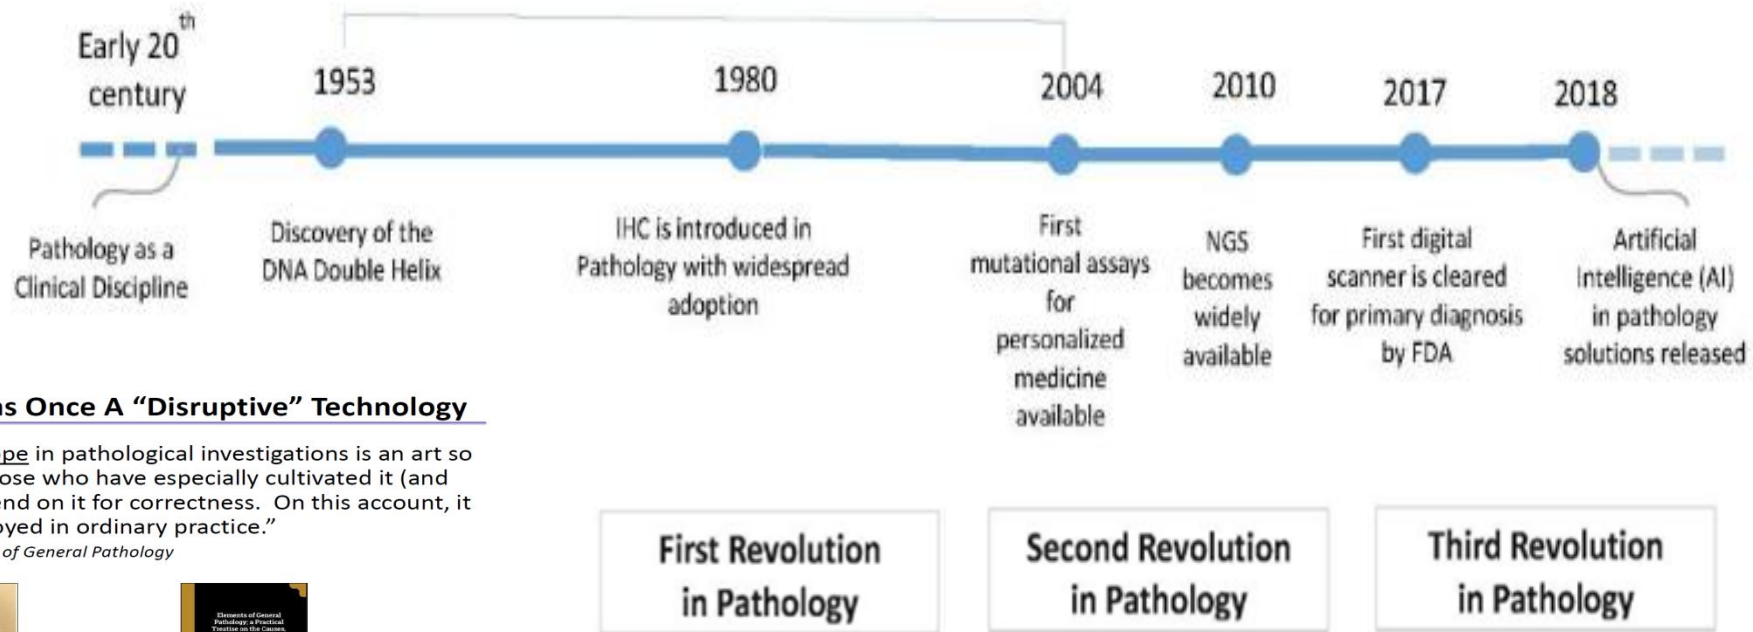 Early 20th
century
1953
1980
2004
2010
2017
2018
Pathology as a
Clinical Discipline
Discovery of the
DNA Double Helix
IHC is introduced in
Pathology with widespread
adoption
First
mutational assays
for
personalized
medicine
available
NGS
becomes
widely
available
First digital
scanner is cleared
for primary diagnosis
by FDA
Artificial
Intelligence (AI)
in pathology
solutions released
Once A “Disruptive” Technology
in pathological investigations is an art so
who have especially cultivated it (and
on it for correctness. On this account, it
in ordinary practice.”
of General Pathology
Elements of General
Pathology; a Practical
Treatise on the Causes,
First Revolution
in Pathology
Second Revolution
in Pathology
Third Revolution
in Pathology